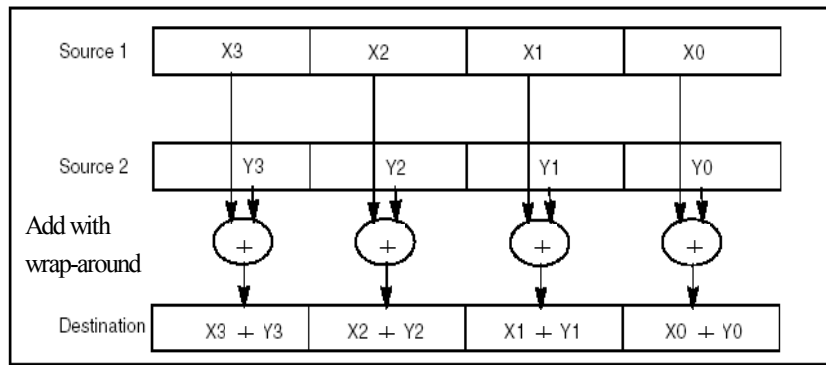 Source 1 X3 X2 X1 X0
Source 2 Y3 Y2 Y1 Y0
Add with
wrap-around
+ + + +
Destination X3 + Y3 X2 + Y2 X1 + Y1 X0 + Y0